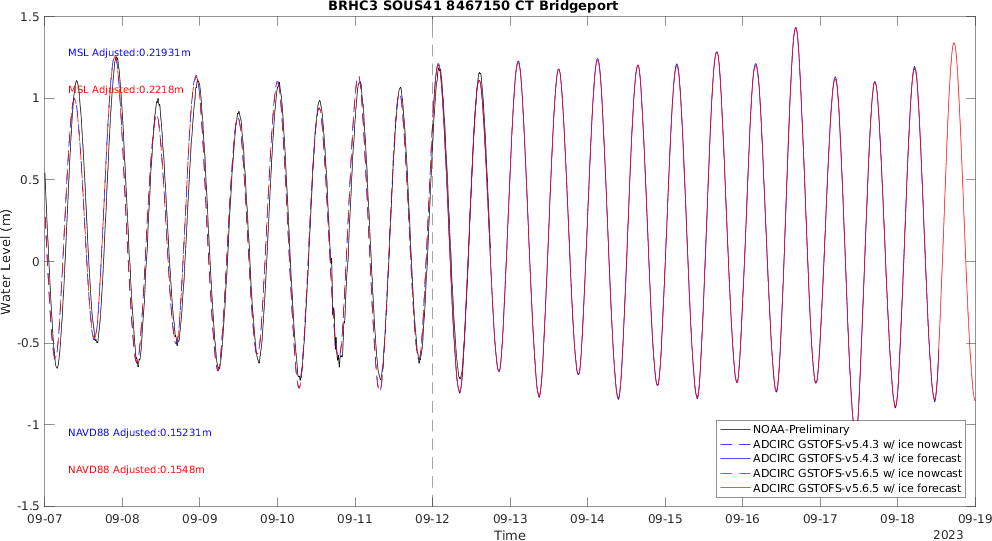 BRHC3 SOUS41 8467150 CT Bridgeport
1.5
1
0.5
0
-0.5
-1
-1.5
Water Level (m)
MSL Adjusted:0.21931m
MSL Adjusted:0.2218m
NAVD88 Adjusted:0.15231m
NAVD88 Adjusted:0.1548m
NOAA-Preliminary
ADCIRC GSTOFS-v5.4.3 w/ ice nowcast
ADCIRC GSTOFS-v5.4.3 w/ ice forecast
ADCIRC GSTOFS-v5.6.5 w/ ice nowcast
ADCIRC GSTOFS-v5.6.5 w/ ice forecast
09-07 09-08 09-09 09-10 09-11 09-12 09-13 09-14 09-15 09-16 09-17 09-18 09-19
Time
2023